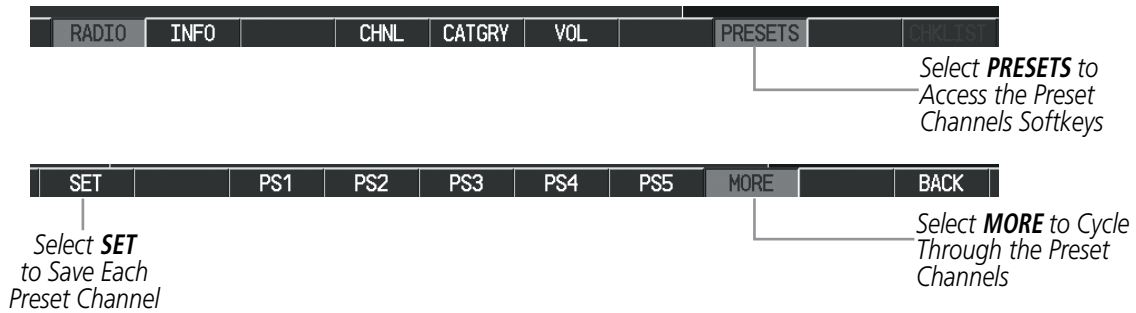 RADIO INFO CHNL CATGRY VOL PRESETS CHKLIST
Select PRESETS to
Access the Preset
Channels Softkeys
SET PS1 PS2 PS3 PS4 PS5 MORE BACK
Select SET
to Save Each
Preset Channel
Select MORE to Cycle
Through the Preset
Channels